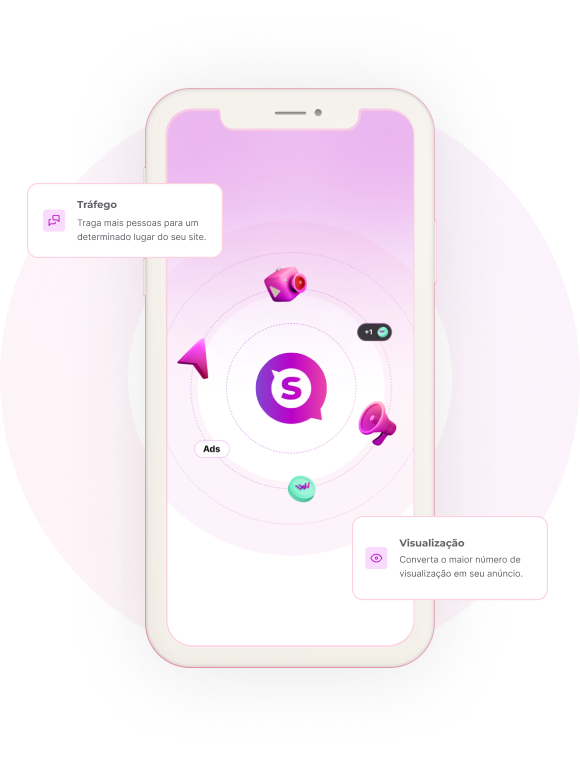 Tráfego
Traga mais pessoas para um
determinado lugar do seu site.
+1
S
Ads
Visualização
Converta o maior número de
visualização em seu anúncio.